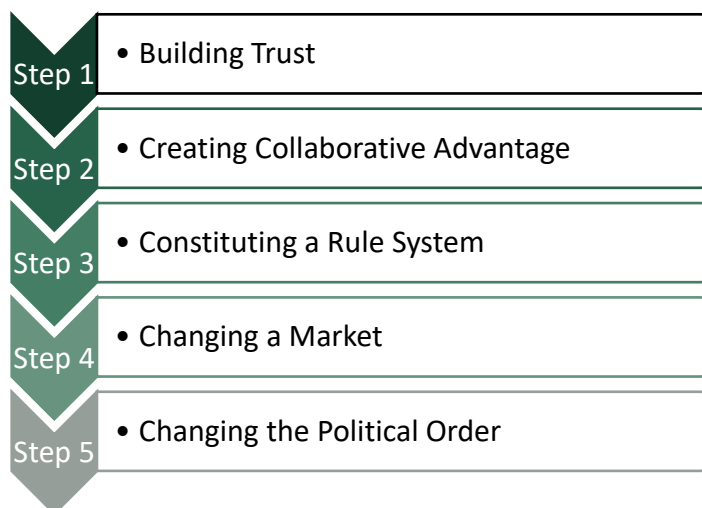 Step 1
• Building Trust
Step 2
• Creating Collaborative Advantage
Step 3
• Constituting a Rule System
Step 4
• Changing a Market
Step 5
• Changing the Political Order